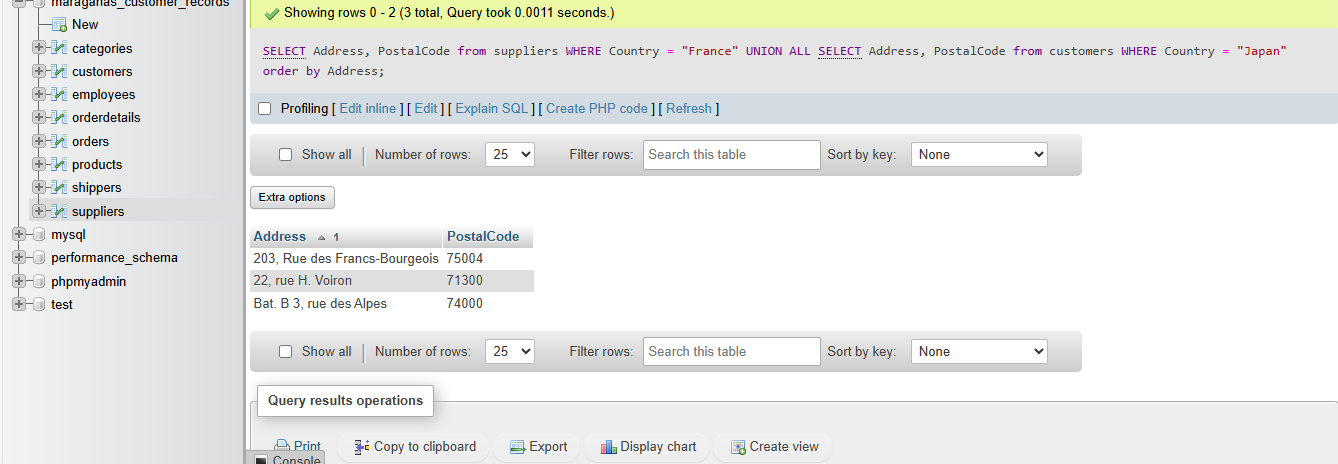 maraganas_customer_records
New
categories
customers
employees
orderdetails
orders
products
shippers
suppliers
mysql
performance_schema
phpmyadmin
test
Showing rows 0 - 2 (3 total, Query took 0.0011 seconds.)
SELECT Address, PostalCode from suppliers WHERE Country = "France" UNION ALL SELECT Address, PostalCode from customers WHERE Country = "Japan"
order by Address;
Profiling [ Edit inline ] [ Edit ] [ Explain SQL ] [ Create PHP code ] [ Refresh ]
Show all | Number of rows: 25 Filter rows: Search this table Sort by key: None
Extra options
Address 1 PostalCode
203, Rue des Francs-Bourgeois 75004
22, rue H. Voiron 71300
Bat. B 3, rue des Alpes 74000
Show all | Number of rows: 25 Filter rows: Search this table Sort by key: None
Query results operations
Print Copy to clipboard Export Display chart Create view
Console